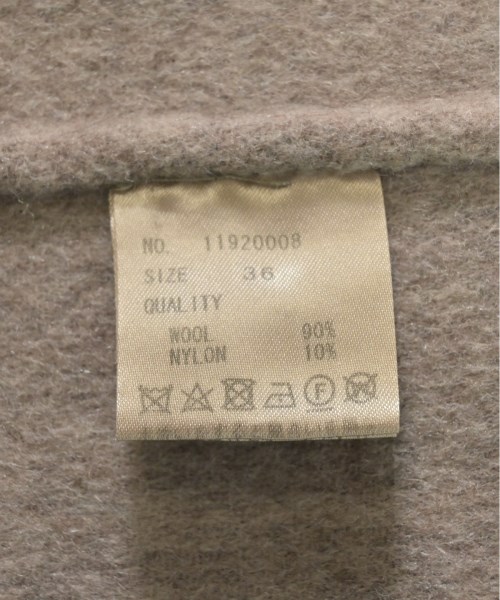 NO. 11920008
SIZE 36
QUALITY
WOOL 90%
NYLON 10%
F W